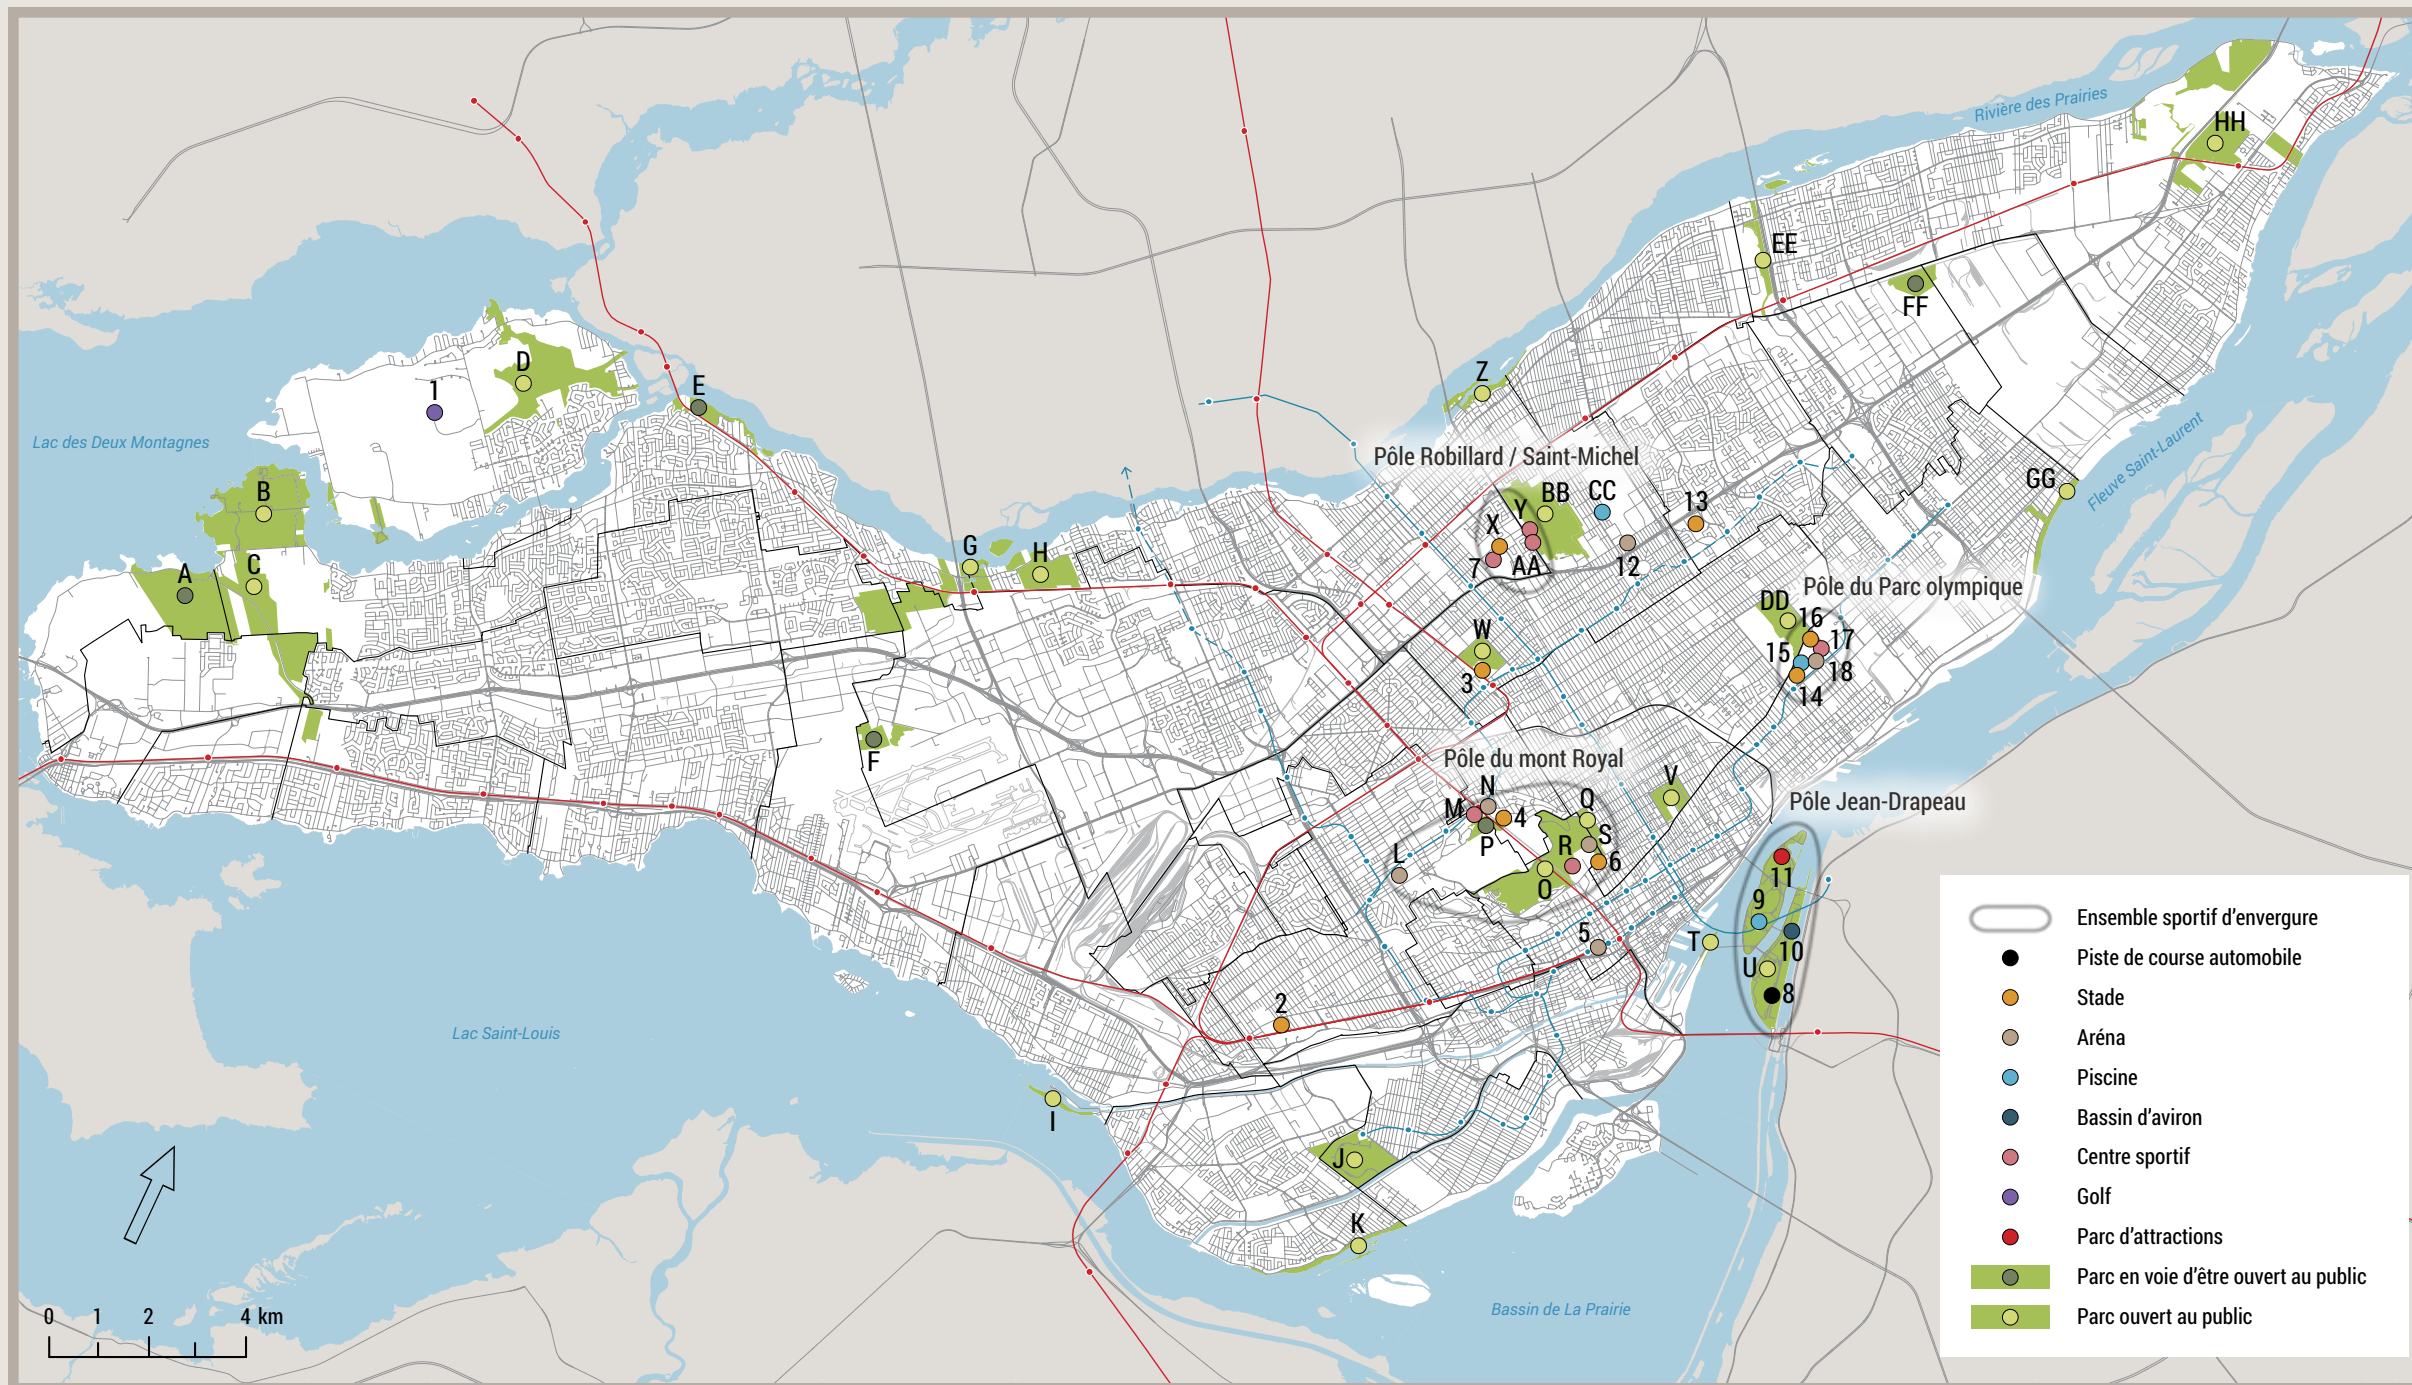 Rivière des Prairies
HH
EE
FF
D
1
E
Z
Lac des Deux Montagnes
Pôle Robillard / Saint-Michel
GG
Fleuve Saint-Laurent
B
BB
CC
Y
13
X
G
H
7
AA
12
C
A
Pôle du Parc olympique
DD
16
W
17
15
18
3
14
F
Pôle du mont Royal
V
N
M
4
Q
Pôle Jean-Drapeau
P
S
L
R
6
O
11
9
5
T
10
U
8
2
Lac Saint-Louis
I
J
K
Bassin de La Prairie
0 1 2 4 km
Ensemble sportif d'envergure
Piste de course automobile
Stade
Aréna
Piscine
Bassin d'aviron
Centre sportif
Golf
Parc d'attractions
Parc en voie d'être ouvert au public
Parc ouvert au public